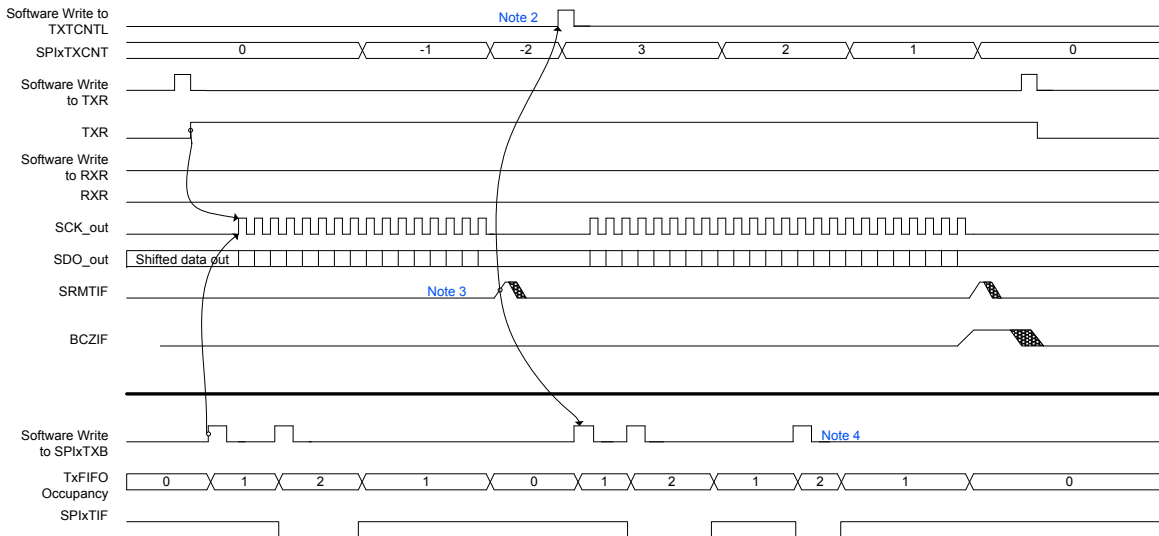 Software Write to
TXTCNTL
Note 2
SPIxTXCNT
0 -1 -2 3 2 1 0
Software Write
to TXR
TXR
Software Write
to RXR
RXR
SCK_out
SDO_out
Shifted data out
SRMTIF
Note 3
BCZIF
Software Write
to SPIxTXB
Note 4
TxFIFO
Occupancy
0 1 2 1 0 1 2 1 2 1 0
SPIxTIF